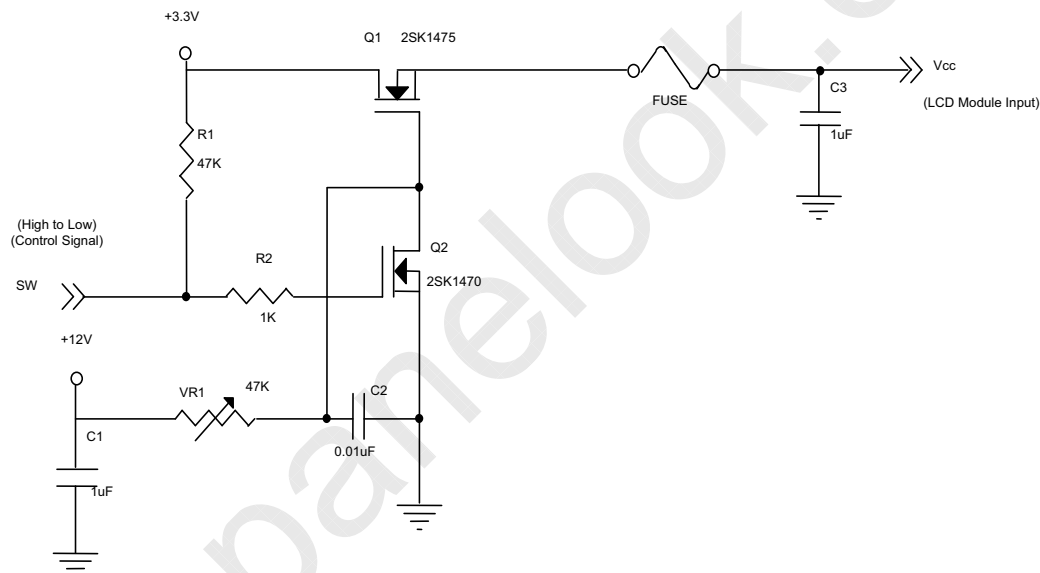 +3.3V
Q1 2SK1475
Vcc
C3
FUSE
(LCD Module Input)
R1
1uF
47K
(High to Low)
(Control Signal)
Q2
R2
SW
2SK1470
1K
+12V
VR1
47K
C2
C1
0.01uF
1uF
panelook.